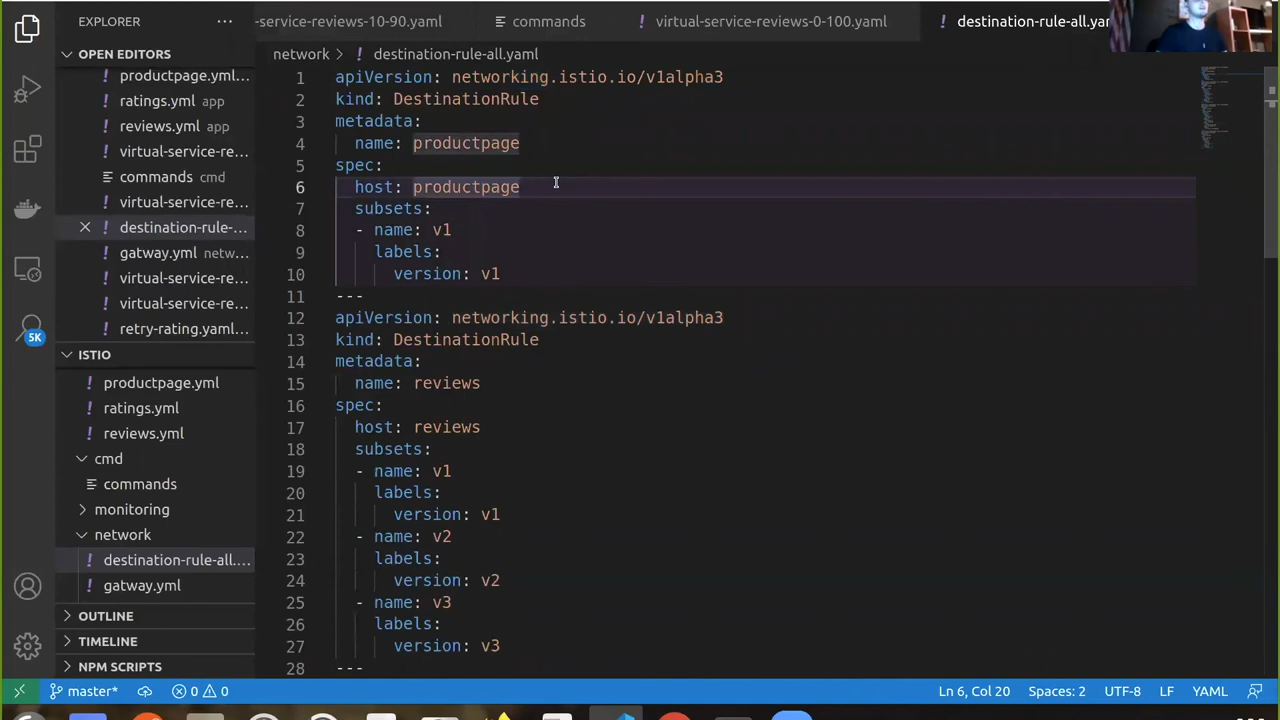 EXPLORER
OPEN EDITORS
productpage.yml...
ratings.yml app
reviews.yml app
virtual-service-re...
commands cmd
virtual-service-re...
destination-rule-...
gatway.yml netw...
virtual-service-re...
virtual-service-re...
retry-rating.yaml...
ISTIO
productpage.yml
ratings.yml
reviews.yml
cmd
commands
monitoring
network
destination-rule-all....
gatway.yml
OUTLINE
TIMELINE
NPM SCRIPTS
5K
-service-reviews-10-90.yaml
commands
virtual-service-reviews-0-100.yaml
destination-rule-all.yam
network > destination-rule-all.yaml
1 apiVersion: networking.istio.io/v1alpha3
2 kind: DestinationRule
3 metadata:
4 name: productpage
5 spec:
6 host: productpage
7 subsets:
8 - name: v1
9 labels:
10 version: v1
11 ---
12 apiVersion: networking.istio.io/v1alpha3
13 kind: DestinationRule
14 metadata:
15 name: reviews
16 spec:
17 host: reviews
18 subsets:
19 - name: v1
20 labels:
21 version: v1
22 - name: v2
23 labels:
24 version: v2
25 - name: v3
26 labels:
27 version: v3
28 ---
master* 0 0 Ln 6, Col 20 Spaces: 2 UTF-8 LF YAML